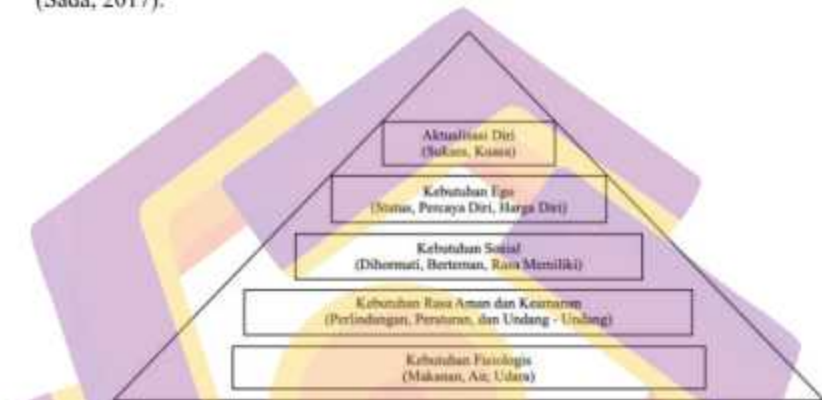 (Sada, 2017).
Aktualisasi Diri
(Sukses, Kuasa)
Kebutuhan Ego
(Status, Percaya Diri, Harga Diri)
Kebutuhan Sosial
(Dihormati, Berteman, Rasa Memiliki)
Kebutuhan Rasa Aman dan Keamanan
(Perlindungan, Peraturan, dan Undang - Undang)
Kebutuhan Fisiologis
(Makanan, Air, Udara)